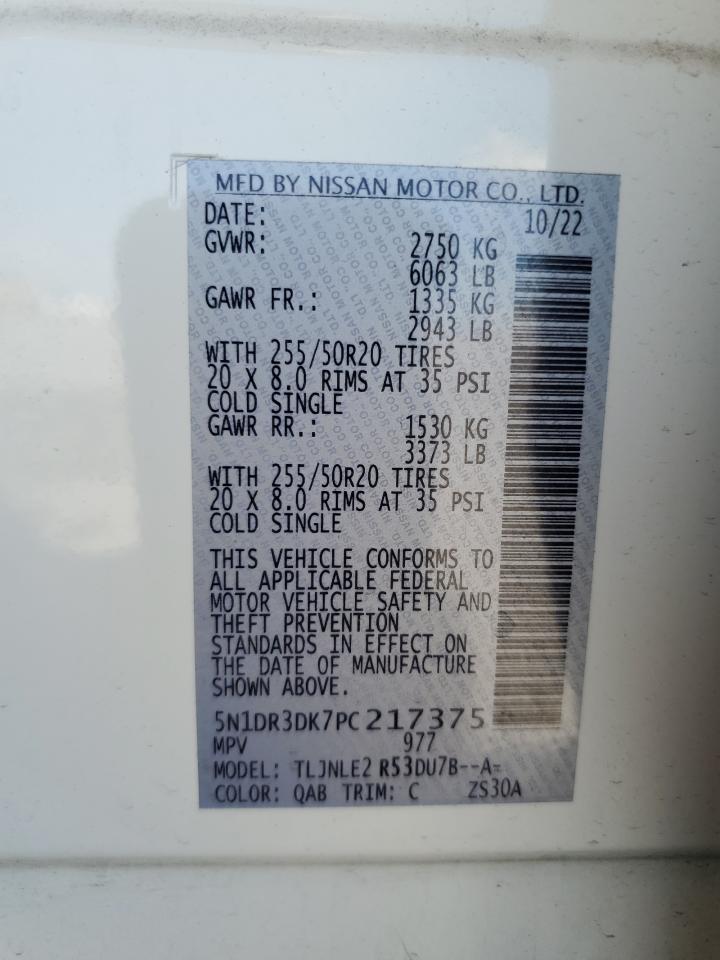 MFD BY NISSAN MOTOR CO., LTD.
DATE: 10/22
GVWR: 2750 KG
6063 LB
GAWR FR.: 1335 KG
2943 LB
WITH 255/50R20 TIRES
20 X 8.0 RIMS AT 35 PSI
COLD SINGLE
GAWR RR.: 1530 KG
3373 LB
WITH 255/50R20 TIRES
20 X 8.0 RIMS AT 35 PSI
COLD SINGLE
THIS VEHICLE CONFORMS TO
ALL APPLICABLE FEDERAL
MOTOR VEHICLE SAFETY AND
THEFT PREVENTION
STANDARDS IN EFFECT ON
THE DATE OF MANUFACTURE
SHOWN ABOVE.
5N1DR3DK7PC217375
MPV 977
MODEL: TLJNLE2 R53DU7B--A-
COLOR: QAB TRIM: C ZS30A